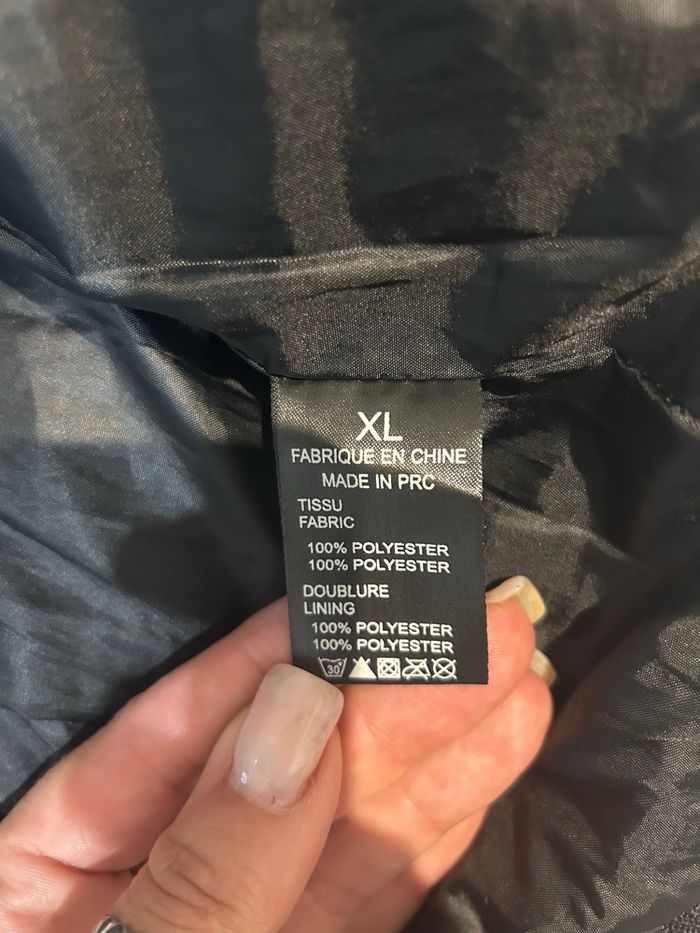 XL
FABRIQUE EN CHINE
MADE IN PRC
TISSU
FABRIC
100% POLYESTER
100% POLYESTER
DOUBLURE
LINING
100% POLYESTER
100% POLYESTER
30